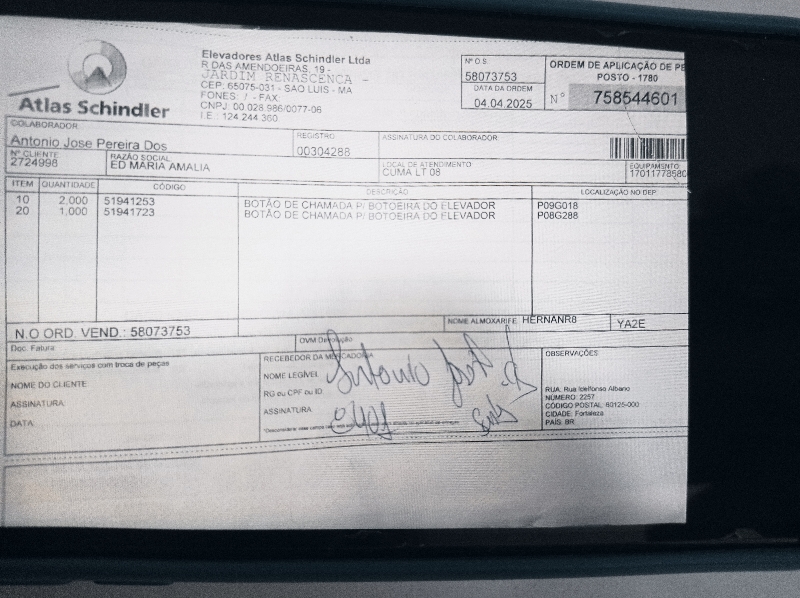 Atlas Schindler
Elevadores Atlas Schindler Ltda
R DAS AMENDOEIRAS, 19 -
JARDIM RENASCENCA -
CEP: 65075-031 - SAO LUIS - MA
FONES: / - FAX
CNPJ: 00.028.986/0077-06
I.E : 124.244.360
Nº O.S.
58073753
DATA DA ORDEM
04.04.2025
ORDEM DE APLICAÇÃO DE PE
POSTO - 1780
N° 758544601
COLABORADOR
Antonio Jose Pereira Dos
REGISTRO
00304288
ASSINATURA DO COLABORADOR
Nº CLIENTE
2724998
RAZÃO SOCIAL
ED MARIA AMALIA
LOCAL DE ATENDIMENTO
CUMA LT 08
EQUIPAMENTO
17011778580
ITEM QUANTIDADE CÓDIGO DESCRIÇÃO LOCALIZAÇÃO NO DEP
10 2,000 51941253 BOTÃO DE CHAMADA P/ BOTOEIRA DO ELEVADOR P09G018
20 1,000 51941723 BOTÃO DE CHAMADA P/ BOTOEIRA DO ELEVADOR P08G288
N.O ORD. VEND.: 58073753
NOME ALMOXARIFE HERNANR8 YA2E
Doc. Fatura
OVM Devolução
Execução dos serviços com troca de peças
NOME DO CLIENTE
ASSINATURA:
DATA:
RECEBEDOR DA MERCADORIA
NOME LEGÍVEL Antonio José
RG ou CPF ou ID
ASSINATURA
OBSERVAÇÕES
RUA: Rua Ildelfonso Albano
NÚMERO: 2257
CÓDIGO POSTAL: 60125-000
CIDADE: Fortaleza
PAÍS: BR